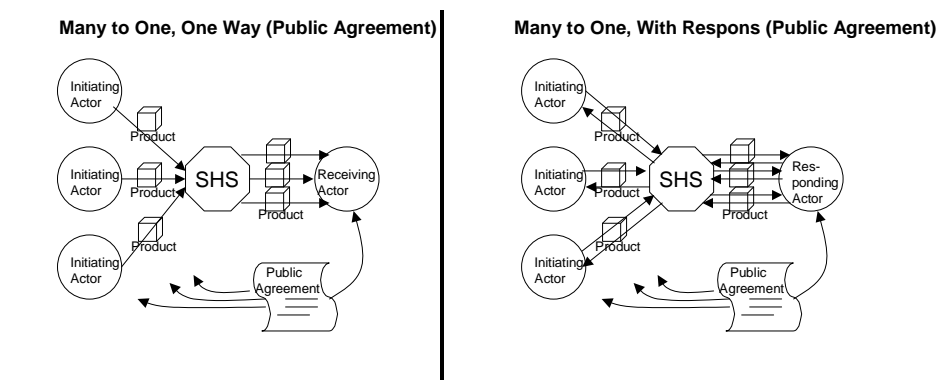 Many to One, One Way (Public Agreement)
Initiating
Actor
Product
Initiating
Actor
Product
SHS
Product
Receiving
Actor
Initiating
Actor
Product
Public
Agreement
Many to One, With Respons (Public Agreement)
Initiating
Actor
Product
Initiating
Actor
Product
SHS
Product
Res-
ponding
Actor
Initiating
Actor
Product
Public
Agreement